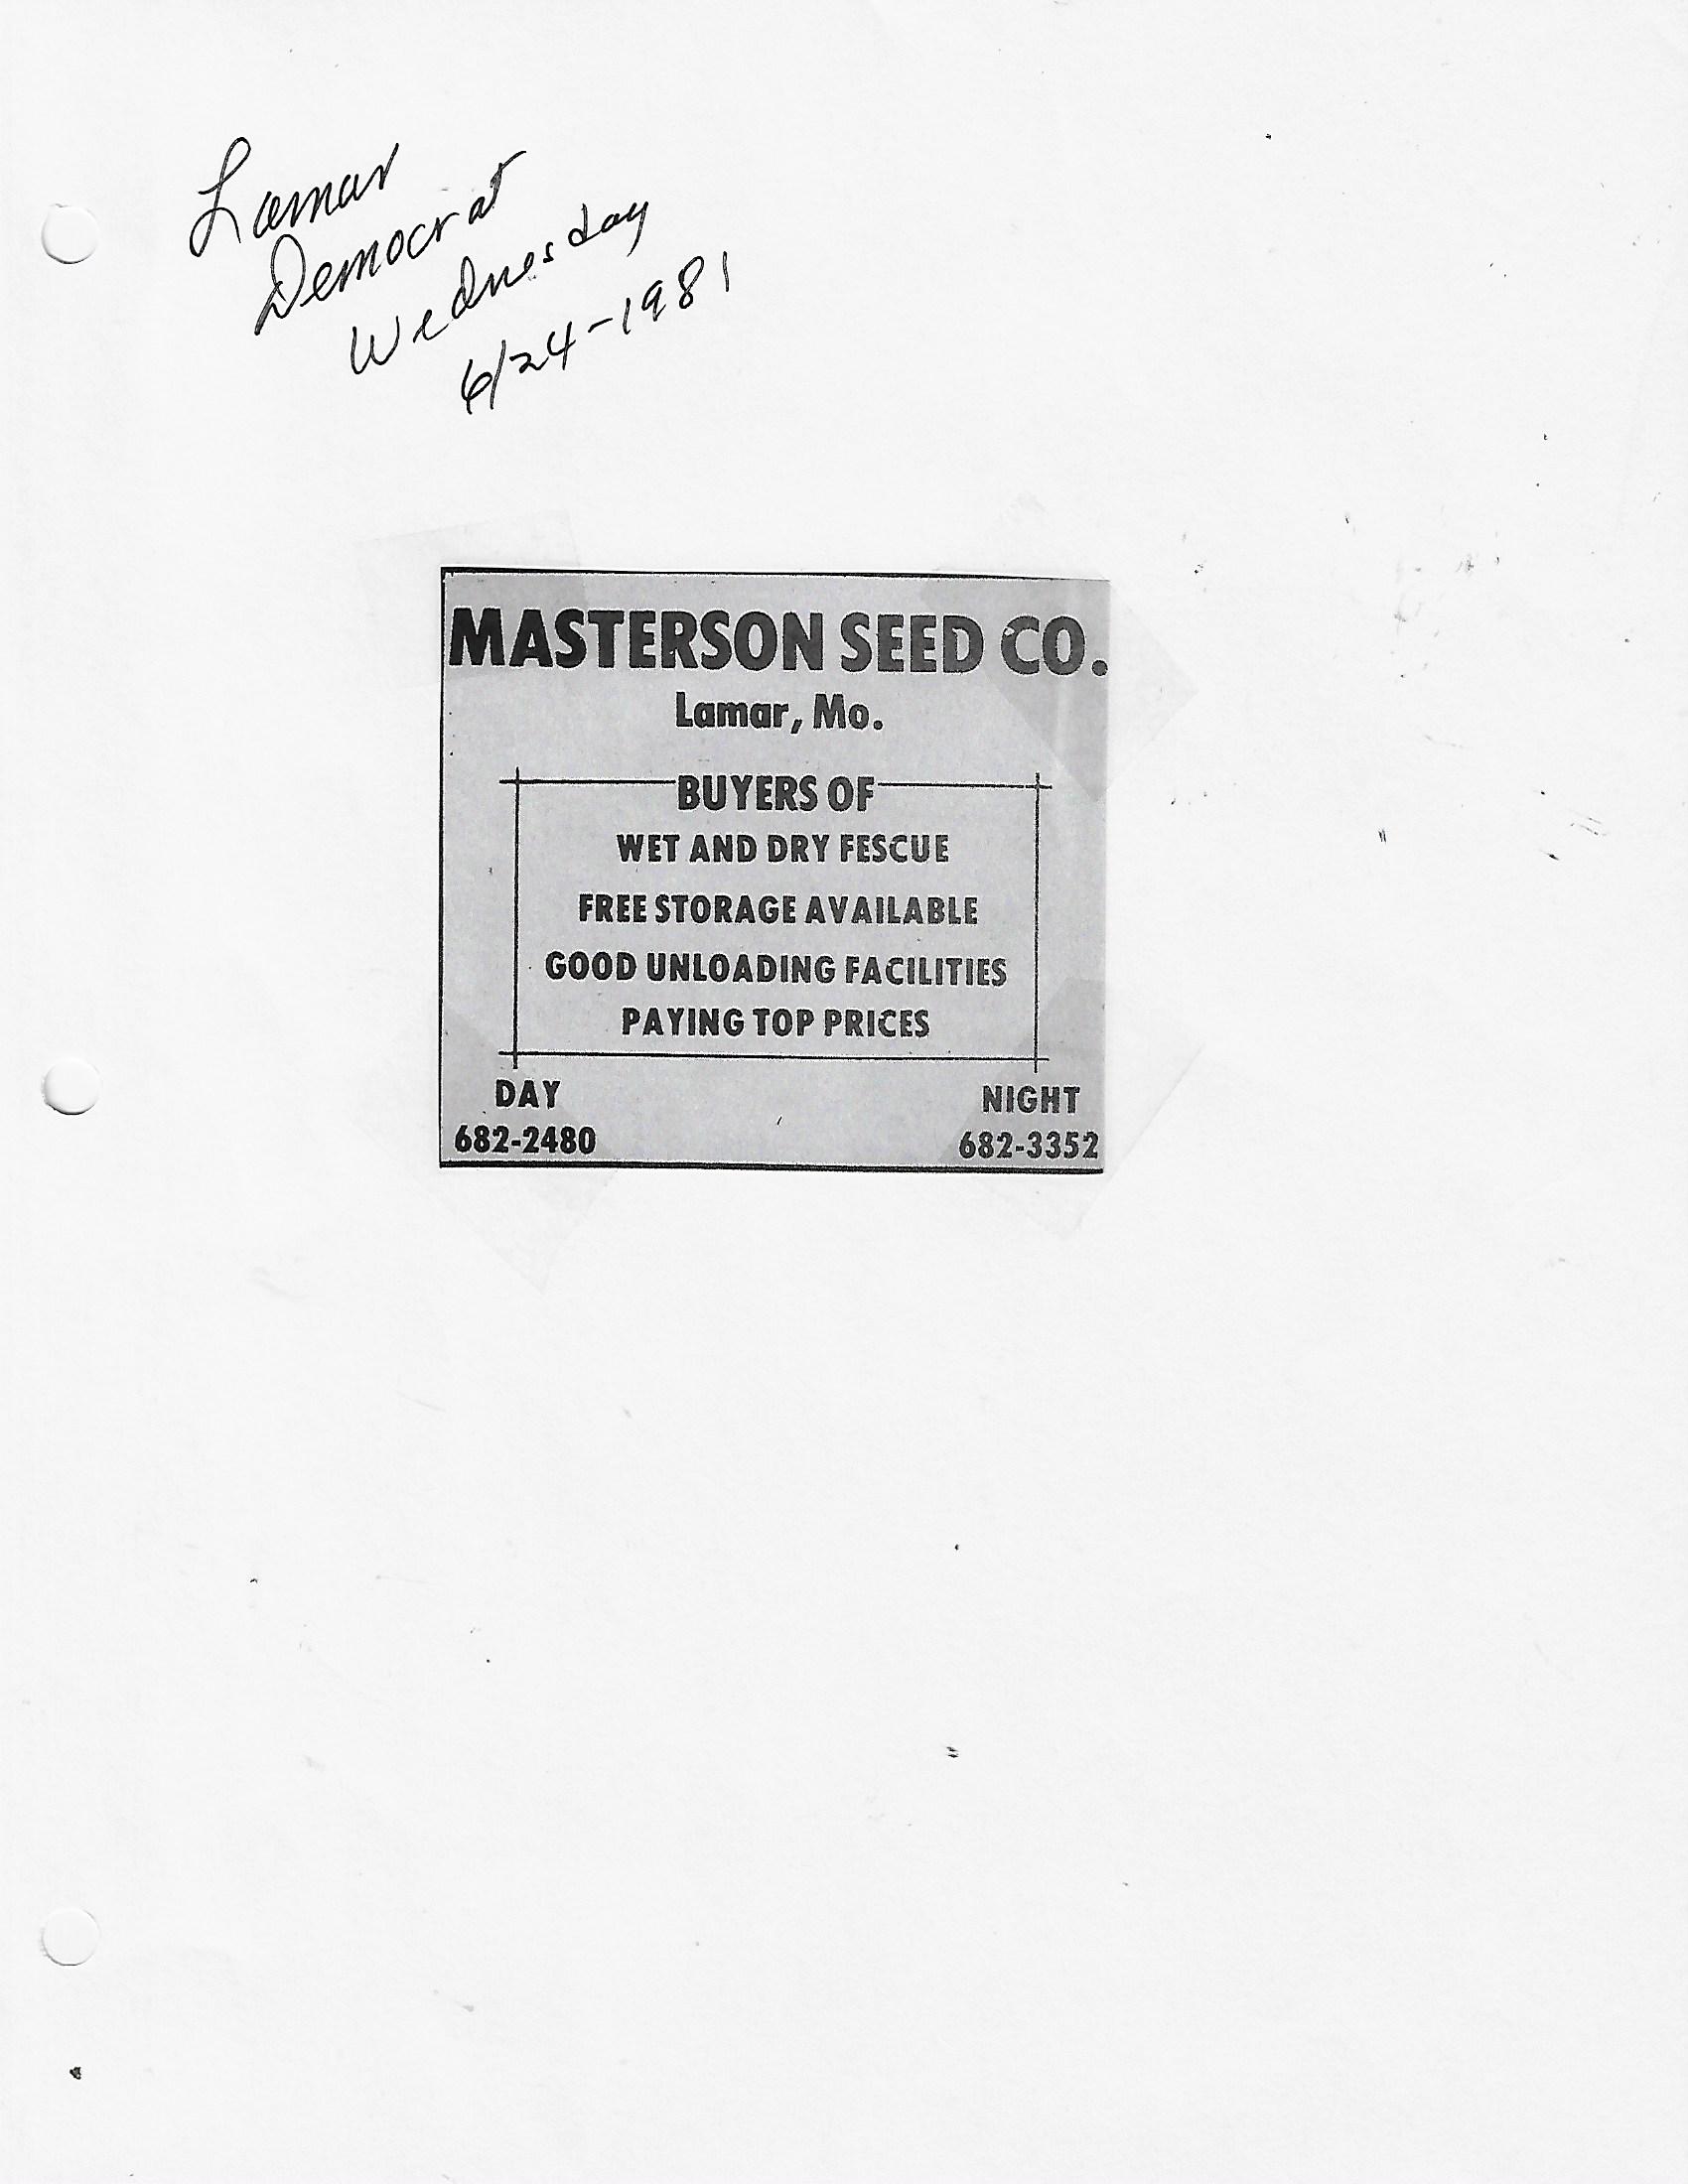 Lamar
Democrat
Wednesday
6/24-1981
MASTERSON SEED CO.
Lamar, Mo.
BUYERS OF
WET AND DRY FESCUE
FREE STORAGE AVAILABLE
GOOD UNLOADING FACILITIES
PAYING TOP PRICES
DAY NIGHT
682-2480 682-3352